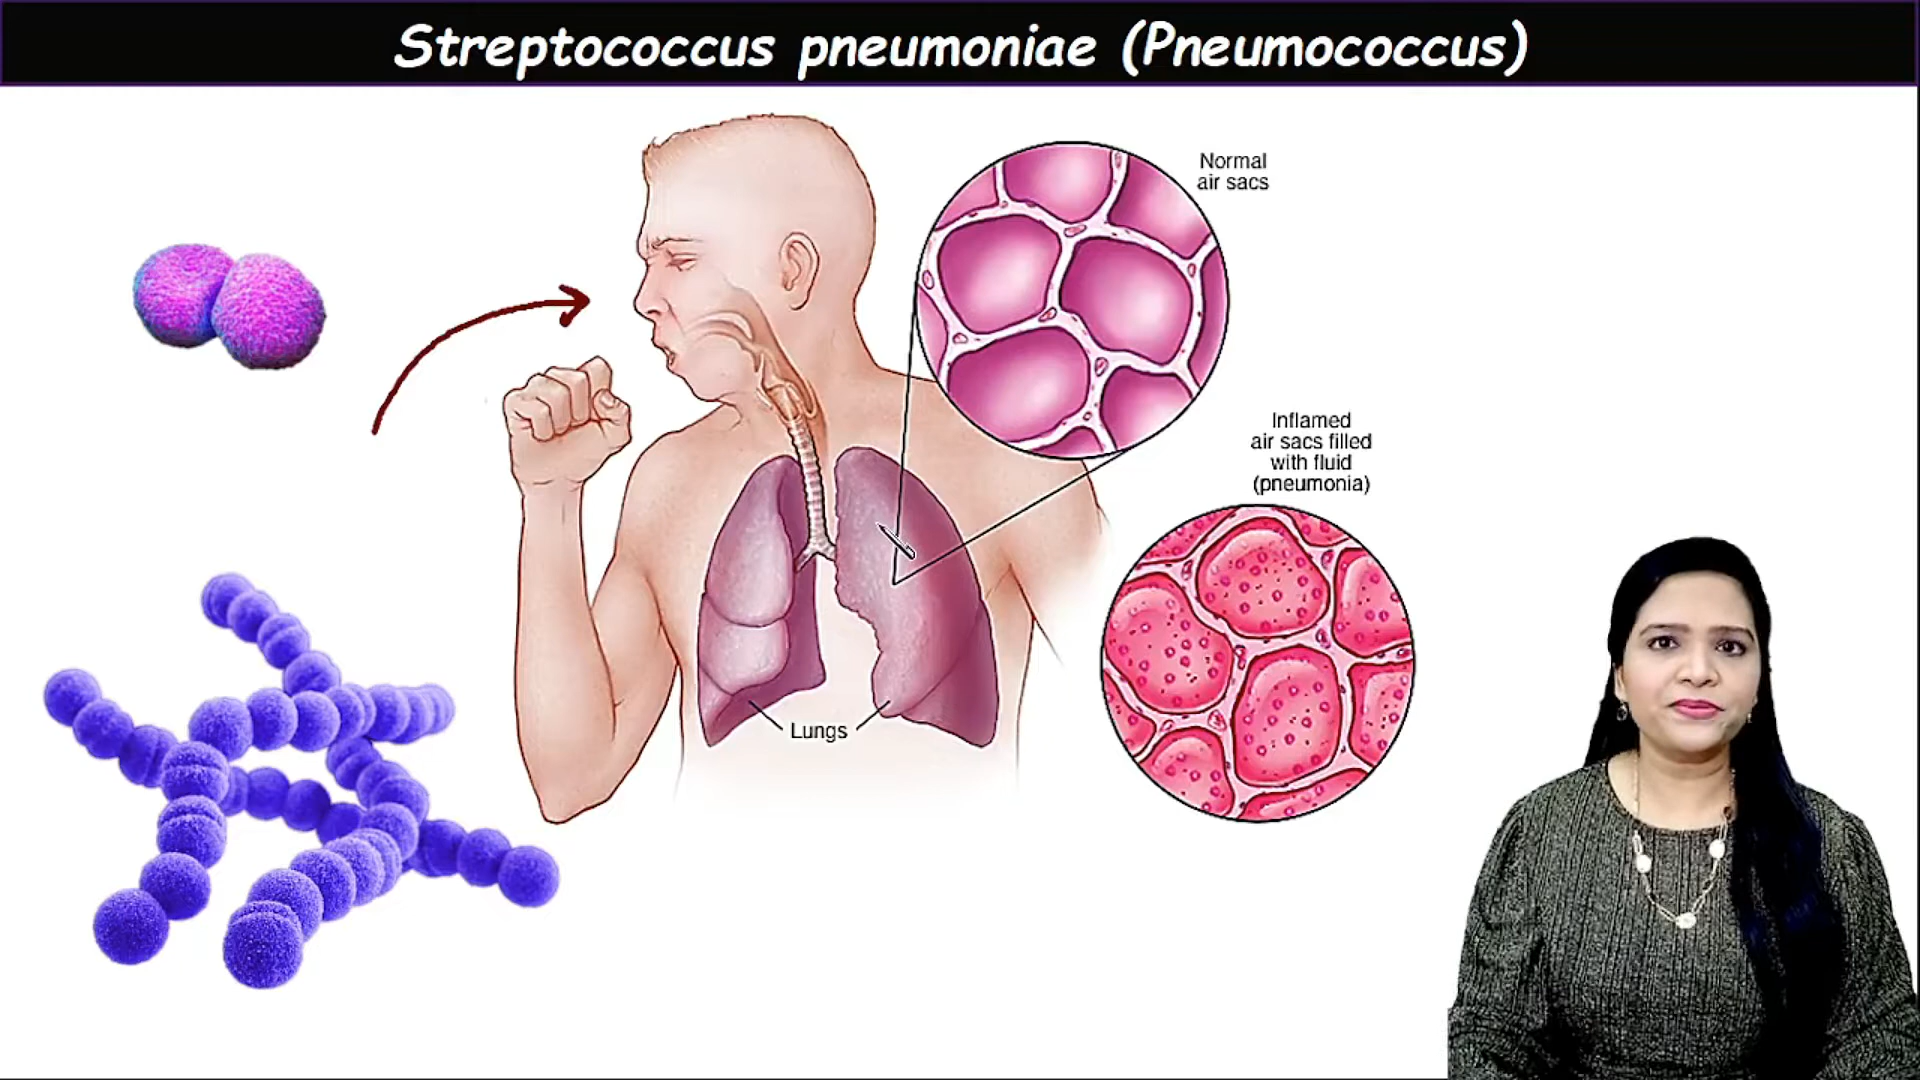 Streptococcus pneumoniae (Pneumococcus)
Normal
air sacs
Inflamed
air sacs filled
with fluid
(pneumonia)
Lungs